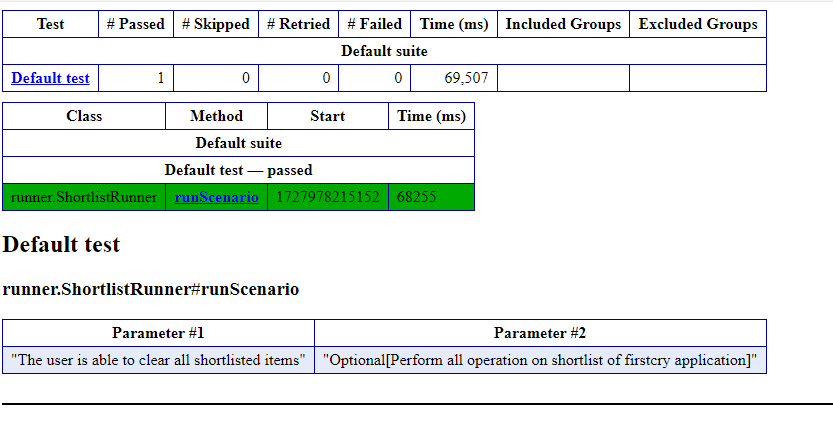 Test # Passed # Skipped # Retried # Failed Time (ms) Included Groups Excluded Groups
Default suite
Default test 1 0 0 0 69,507
Class Method Start Time (ms)
Default suite
Default test — passed
runner.ShortlistRunner runScenario 1727978215152 68255
Default test
runner.ShortlistRunner#runScenario
Parameter #1 Parameter #2
"The user is able to clear all shortlisted items" "Optional[Perform all operation on shortlist of firstcry application]"